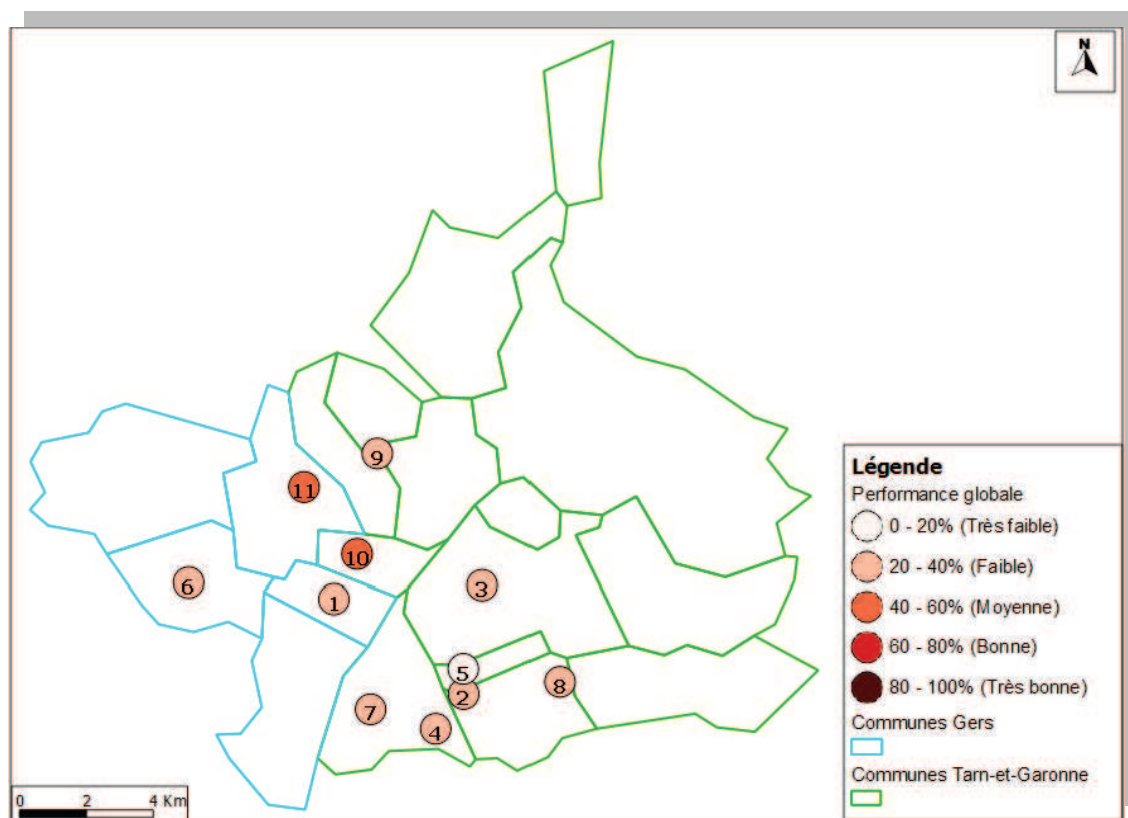 N
9
11
10
6
1
3
5
2
8
7
4
Légende
Performance globale
0 - 20% (Très faible)
20 - 40% (Faible)
40 - 60% (Moyenne)
60 - 80% (Bonne)
80 - 100% (Très bonne)
Communes Gers
Communes Tarn-et-Garonne
0 2 4 Km